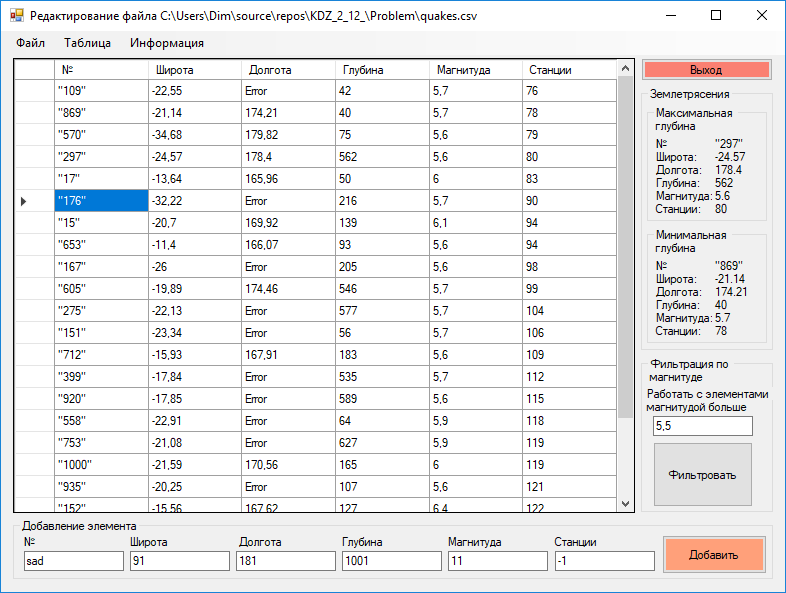 Редактирование файла C:\Users\Dim\source\repos\KDZ_2_12_\Problem\quakes.csv
Файл Таблица Информация
№ Широта Долгота Глубина Магнитуда Станции
"109" -22,55 Error 42 5,7 76
"869" -21,14 174,21 40 5,7 78
"570" -34,68 179,82 75 5,6 79
"297" -24,57 178,4 562 5,6 80
"17" -13,64 165,96 50 6 83
"176" -32,22 Error 216 5,7 90
"15" -20,7 169,92 139 6,1 94
"653" -11,4 166,07 93 5,6 94
"167" -26 Error 205 5,6 98
"605" -19,89 174,46 546 5,7 99
"275" -22,13 Error 577 5,7 104
"151" -23,34 Error 56 5,7 106
"712" -15,93 167,91 183 5,6 109
"399" -17,84 Error 535 5,7 112
"920" -17,85 Error 589 5,6 115
"558" -22,91 Error 64 5,9 118
"753" -21,08 Error 627 5,9 119
"1000" -21,59 170,56 165 6 119
"935" -20,25 Error 107 5,6 121
"152" -15,56 167,62 127 6,4 122
Выход
Землетрясения
Максимальная
глубина
№ "297"
Широта: -24.57
Долгота: 178.4
Глубина: 562
Магнитуда: 5.6
Станции: 80
Минимальная
глубина
№ "869"
Широта: -21.14
Долгота: 174.21
Глубина: 40
Магнитуда: 5.7
Станции: 78
Фильтрация по
магнитуде
Работать с элементами
магнитудой больше
5,5
Фильтровать
Добавление элемента
№ Широта Долгота Глубина Магнитуда Станции
sad 91 181 1001 11 -1
Добавить